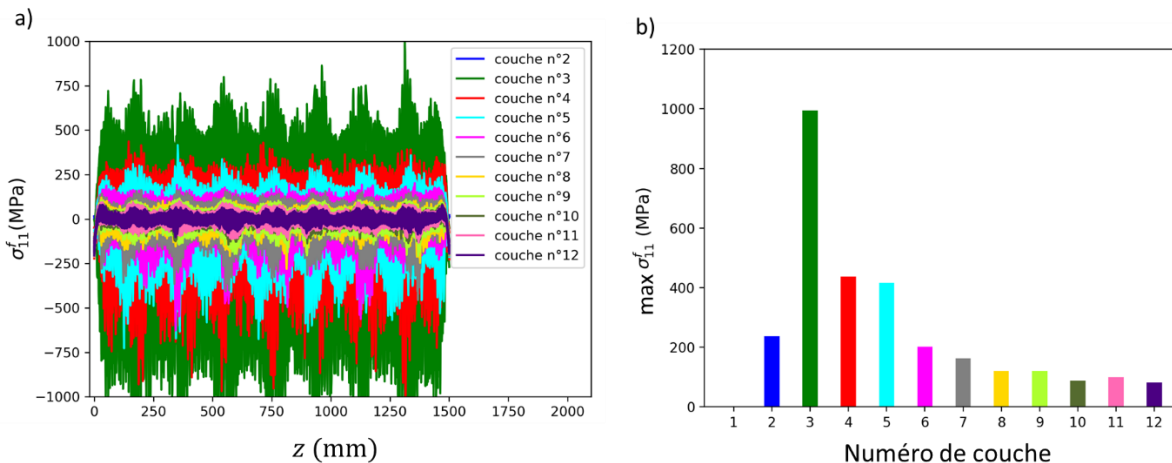 a)
σ₁₁ᶠ(MPa)
1000
750
500
250
0
−250
−500
−750
−1000
0 250 500 750 1000 1250 1500 1750 2000
z (mm)
couche n°2
couche n°3
couche n°4
couche n°5
couche n°6
couche n°7
couche n°8
couche n°9
couche n°10
couche n°11
couche n°12
b)
max σ₁₁ᶠ (MPa)
1200
1000
800
600
400
200
0
1 2 3 4 5 6 7 8 9 10 11 12
Numéro de couche